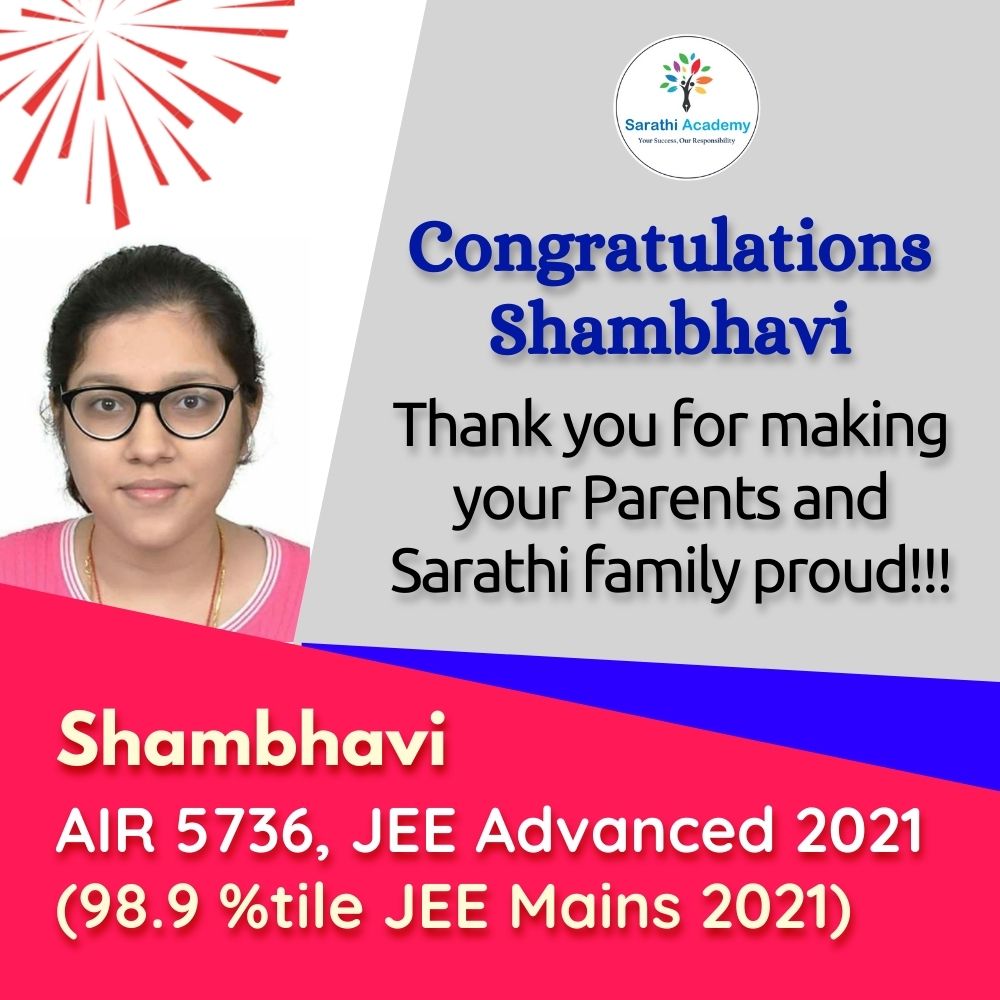 Sarathi Academy
Your Success, Our Responsibility
Congratulations
Shambhavi
Thank you for making
your Parents and
Sarathi family proud!!!
Shambhavi
AIR 5736, JEE Advanced 2021
(98.9 %tile JEE Mains 2021)